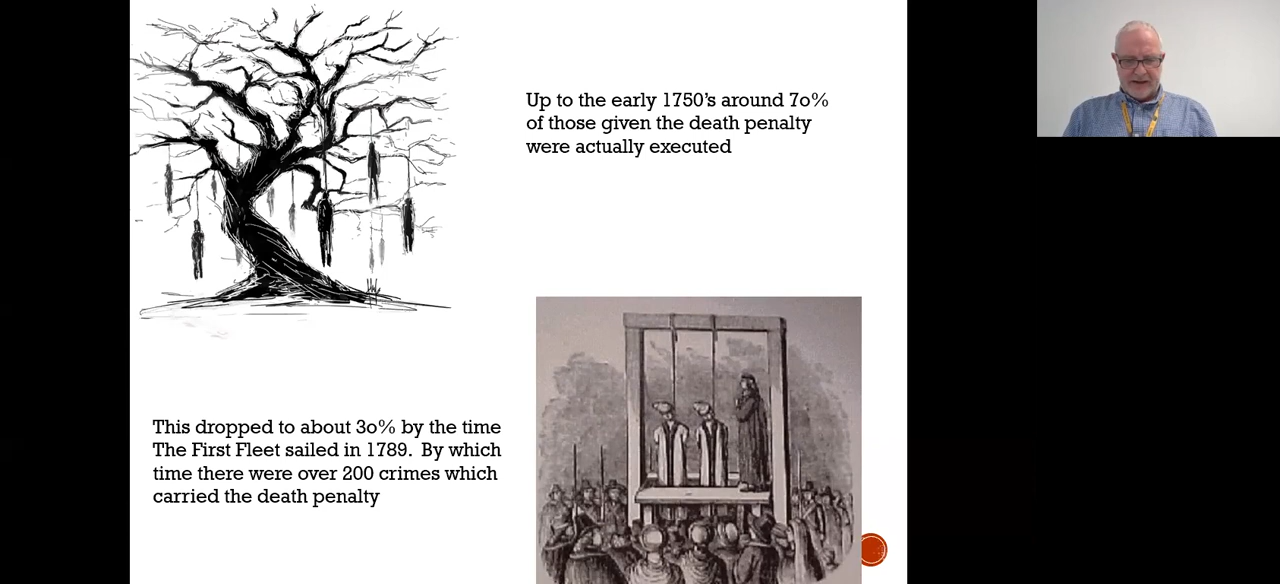 Up to the early 1750's around 7o%
of those given the death penalty
were actually executed
This dropped to about 3o% by the time
The First Fleet sailed in 1789.  By which
time there were over 200 crimes which
carried the death penalty